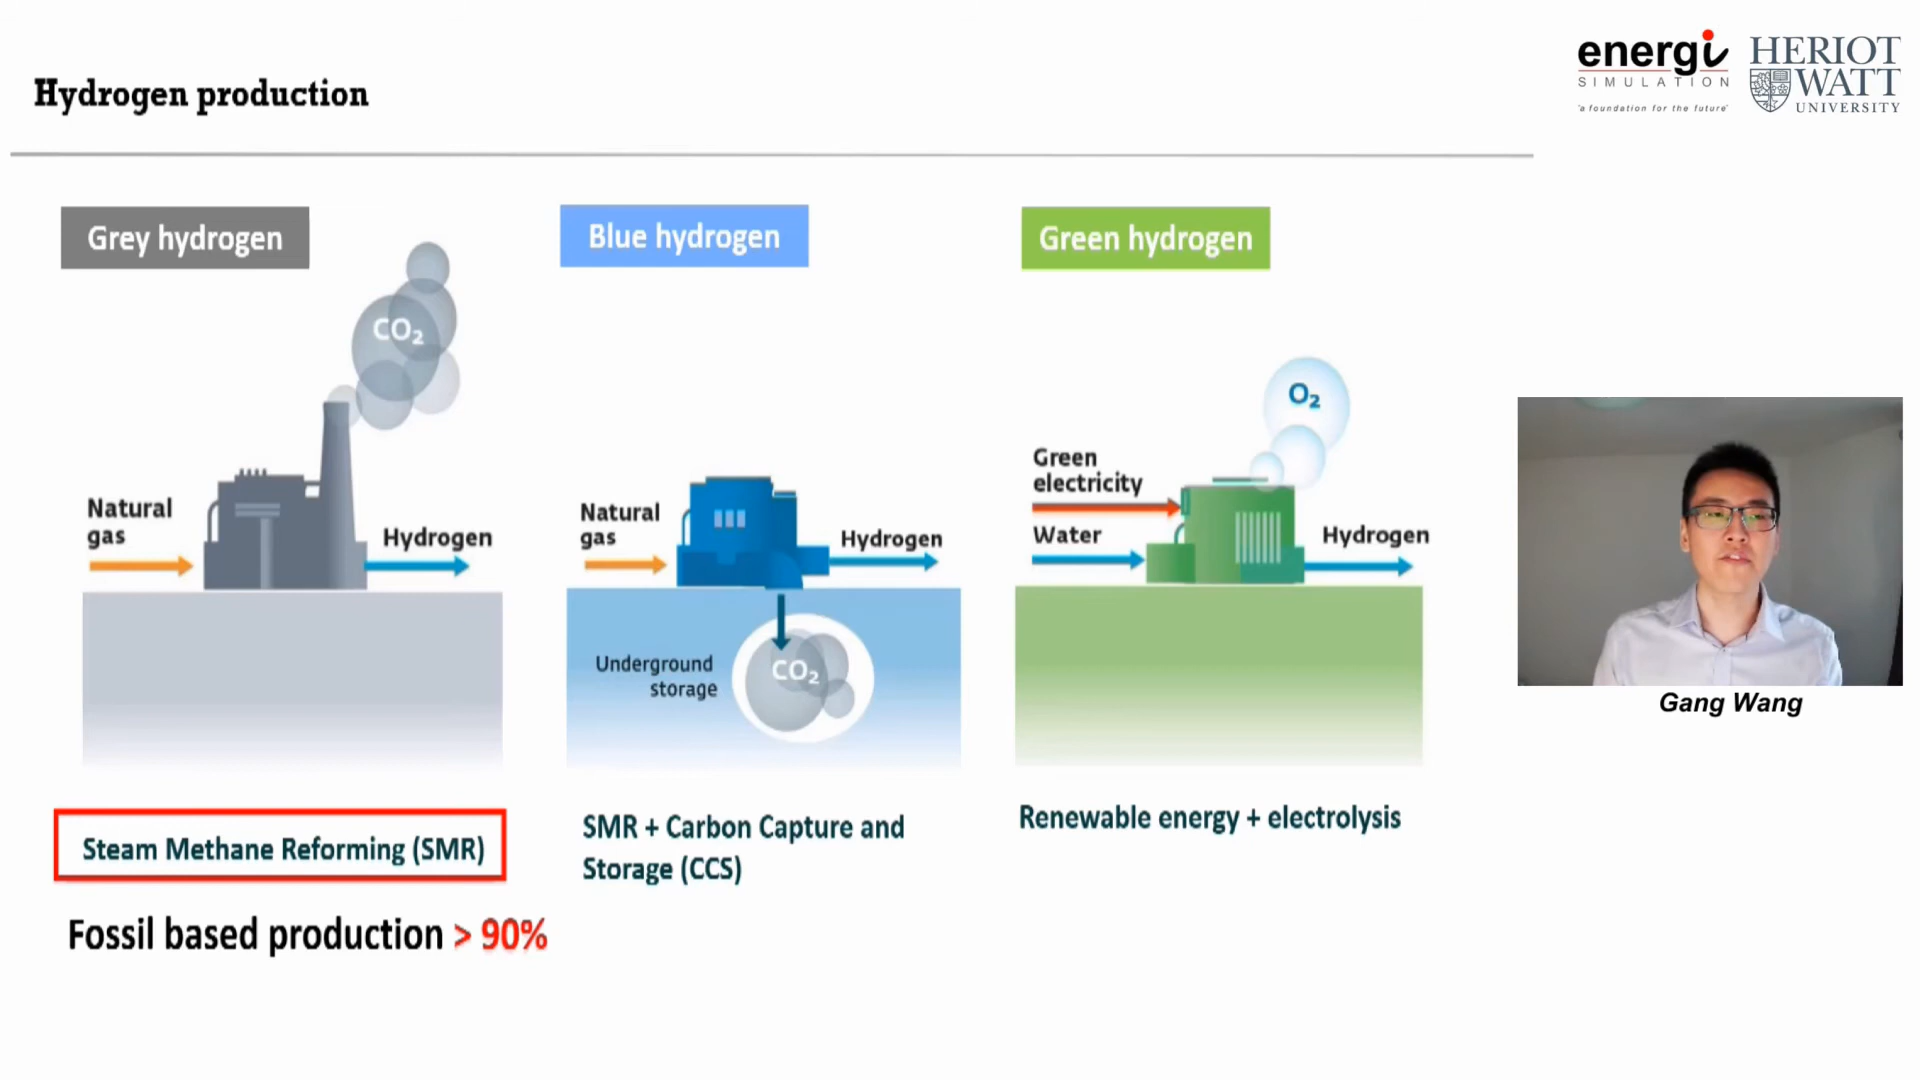 Hydrogen production
energi
SIMULATION
'a foundation for the future'
HERIOT
WATT
UNIVERSITY
Grey hydrogen
CO₂
Natural
gas
Hydrogen
Steam Methane Reforming (SMR)
Fossil based production > 90%
Blue hydrogen
Natural
gas
Hydrogen
Underground
storage
CO₂
SMR + Carbon Capture and
Storage (CCS)
Green hydrogen
O₂
Green
electricity
Water
Hydrogen
Renewable energy + electrolysis
Gang Wang